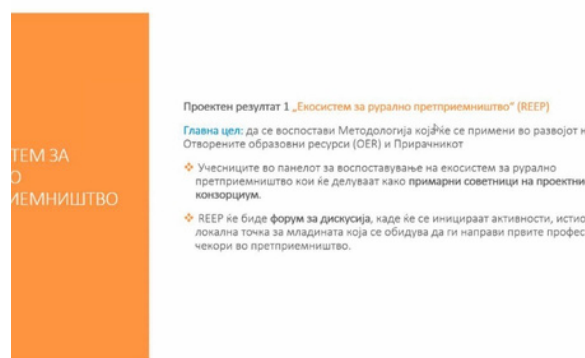 ТЕМ ЗА
О
ИЕМНИШТВО
Проектен резултат 1 „Екосистем за рурално претприемништво“ (REEP)
Главна цел: да се воспостави Методологија која ќе се примени во развојот н
Отворените образовни ресурси (OER) и Прирачникот
❖ Учесниците во панелот за воспоставување на екосистем за рурално
претприемништво кои ќе делуваат како примарни советници на проектни
конзорциум.
❖ REEP ќе биде форум за дискусија, каде ќе се иницираат активности, истио
локална точка за младината која се обидува да ги направи првите профес
чекори во претприемништво.